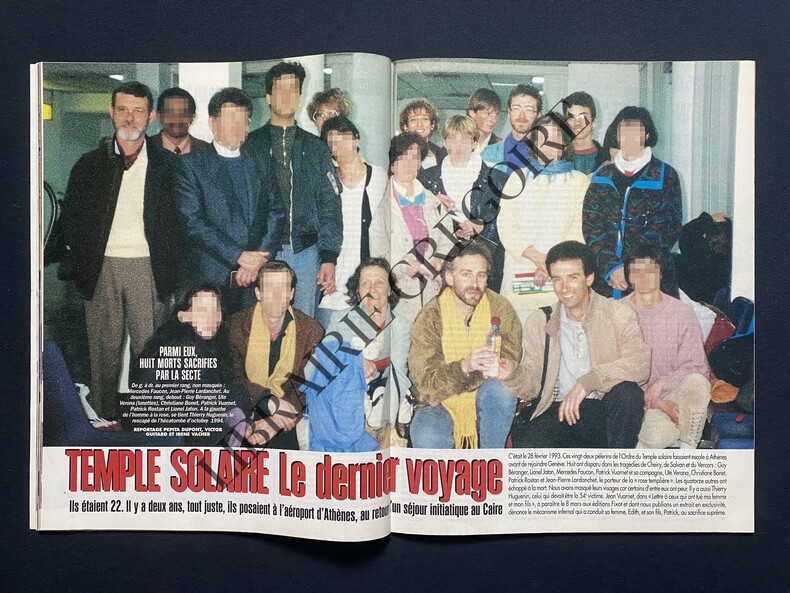 PARMI EUX,
HUIT MORTS SACRIFIES
PAR LA SECTE
De g. à dr. au premier rang, non masqués :
Mercedes Faucon, Jean-Pierre Lardanchet. Au
deuxième rang, debout : Guy Béranger, Ute
Verona (lunettes), Christiane Bonet, Patrick Vuarnet,
Patrick Rostan et Lionel Jaton. A la gauche
de l'homme à la rose, se tient Thierry Huguenin, le
rescapé de l'hécatombe d'octobre 1994.
REPORTAGE PEPITA DUPONT, VICTOR
GUITARD ET IRENE VACHER
LIBRAIRIEGREGOIRE
TEMPLE SOLAIRE Le dernier voyage
Ils étaient 22. Il y a deux ans, tout juste, ils posaient à l'aéroport d'Athènes, au retour un séjour initiatique au Caire
C'était le 28 février 1993. Ces vingt-deux pèlerins de l'Ordre du Temple solaire faisaient escale à Athènes
avant de rejoindre Genève. Huit ont disparu dans les tragédies de Cheiry, de Salvan et du Vercors : Guy
Béranger, Lionel Jaton, Mercedes Faucon, Patrick Vuarnet et sa compagne, Ute Verona, Christiane Bonet,
Patrick Rostan et Jean-Pierre Lardanchet, le porteur de la « rose templière ». Les quatorze autres ont
échappé à la mort. Nous avons masqué leurs visages car certains d'entre eux ont peur. Il y a aussi Thierry
Huguenin, celui qui devait être la 54e victime. Jean Vuarnet, dans « Lettre à ceux qui ont tué ma femme
et mon fils », à paraître le 8 mars aux éditions Fixot et dont nous publions un extrait en exclusivité,
dénonce le mécanisme infernal qui a conduit sa femme, Edith, et son fils, Patrick, au sacrifice suprême.